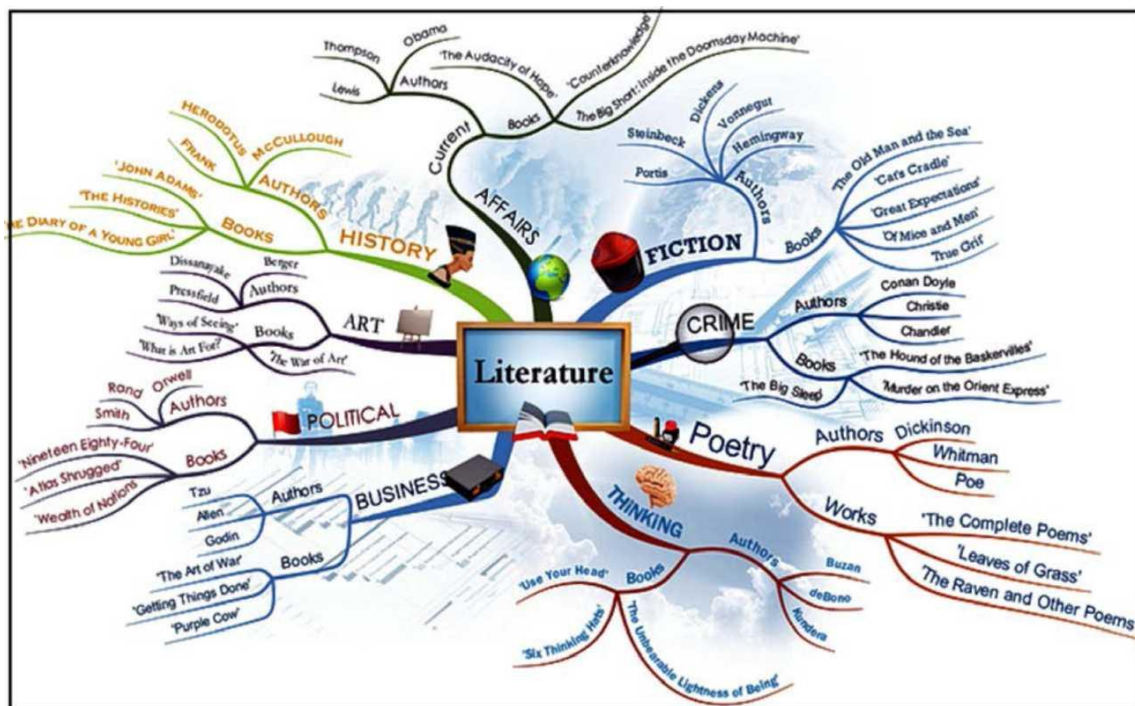 Literature
Current
AFFAIRS
Authors
Thompson
Obama
Lewis
Books
'The Audacity of Hope'
'Counterknowledge'
'The Big Short: Inside the Doomsday Machine'
FICTION
Authors
Dickens
Vonnegut
Steinbeck
Hemingway
Portis
Books
'The Old Man and the Sea'
'Cat's Cradle'
'Great Expectations'
'Of Mice and Men'
'True Grit'
CRIME
Authors
Conan Doyle
Christie
Chandler
Books
'The Hound of the Baskervilles'
'The Big Sleep'
'Murder on the Orient Express'
Poetry
Authors
Dickinson
Whitman
Poe
Works
'The Complete Poems'
'Leaves of Grass'
'The Raven and Other Poems'
THINKING
Authors
Buzan
deBono
Kundera
Books
'Use Your Head'
'Six Thinking Hats'
'The Unbearable Lightness of Being'
BUSINESS
Authors
Tzu
Allen
Godin
Books
'The Art of War'
'Getting Things Done'
'Purple Cow'
POLITICAL
Authors
Rand
Orwell
Smith
Books
'Nineteen Eighty-Four'
'Atlas Shrugged'
'Wealth of Nations'
ART
Authors
Dissanayake
Berger
Pressfield
Books
'Ways of Seeing'
'What is Art For?'
'The War of Art'
HISTORY
AUTHORS
HERODOTUS
FRANK
MCCULLOUGH
BOOKS
'JOHN ADAMS'
'THE HISTORIES'
HE DIARY OF A YOUNG GIRL'